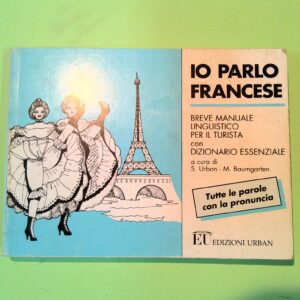 IO PARLO
FRANCESE
BREVE MANUALE
LINGUISTICO
PER IL TURISTA
con
DIZIONARIO ESSENZIALE
a cura di
S. Urban - M. Baumgarten
Tutte le parole
con la pronuncia
EU EDIZIONI URBAN